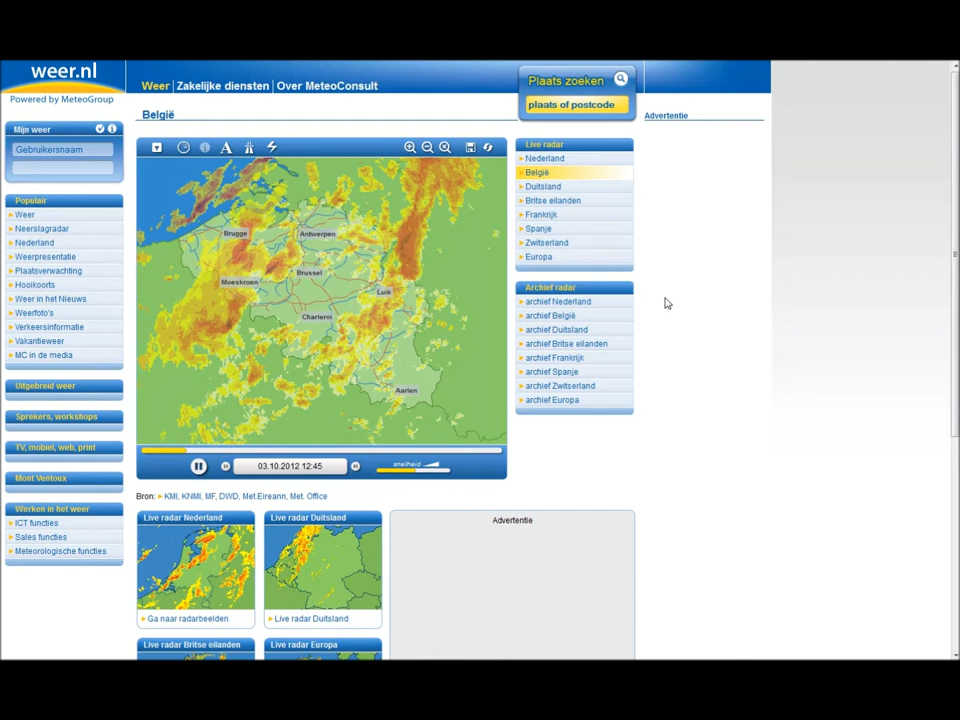 weer.nl
Powered by MeteoGroup
Weer | Zakelijke diensten | Over MeteoConsult
Plaats zoeken
plaats of postcode
België
Advertentie
Mijn weer
Gebruikersnaam
Populair
Weer
Neerslagradar
Nederland
Weerpresentatie
Plaatsverwachting
Hooikoorts
Weer in het Nieuws
Weerfoto's
Verkeersinformatie
Vakantieweer
MC in de media
Uitgebreid weer
Sprekers, workshops
TV, mobiel, web, print
Mont Ventoux
Werken in het weer
ICT functies
Sales functies
Meteorologische functies
A
Brugge
Antwerpen
Brussel
Moeskroen
Luik
Charleroi
Aarlen
03.10.2012 12:45
snelheid
Live radar
Nederland
België
Duitsland
Britse eilanden
Frankrijk
Spanje
Zwitserland
Europa
Archief radar
archief Nederland
archief België
archief Duitsland
archief Britse eilanden
archief Frankrijk
archief Spanje
archief Zwitserland
archief Europa
Bron: KMI, KNMI, MF, DWD, Met.Eireann, Met. Office
Live radar Nederland
Ga naar radarbeelden
Live radar Duitsland
Live radar Duitsland
Advertentie
Live radar Britse eilanden
Live radar Europa